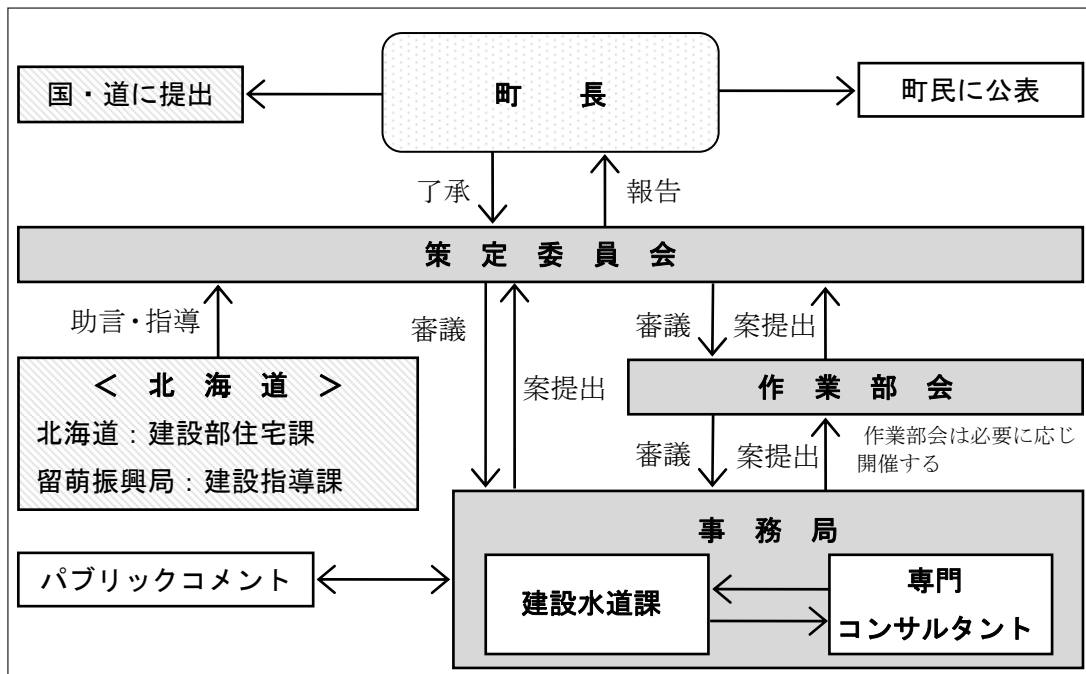 国・道に提出
町　長
町民に公表
了承
報告
策 定 委 員 会
助言・指導
審議
案提出
審議
案提出
＜ 北 海 道 ＞
北海道：建設部住宅課
留萌振興局：建設指導課
作 業 部 会
審議
案提出
作業部会は必要に応じ
開催する
事 務 局
パブリックコメント
建設水道課
専門
コンサルタント